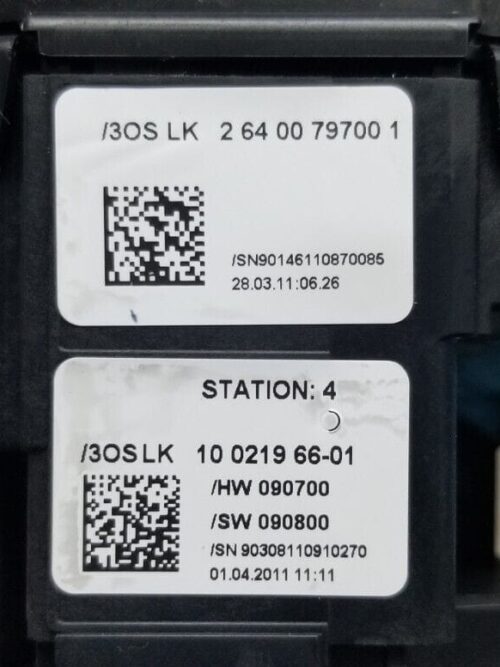 /3OS LK 2 64 00 79700 1
/SN90146110870085
28.03.11:06.26
STATION: 4
/3OS LK 10 0219 66-01
/HW 090700
/SW 090800
/SN 90308110910270
01.04.2011 11:11